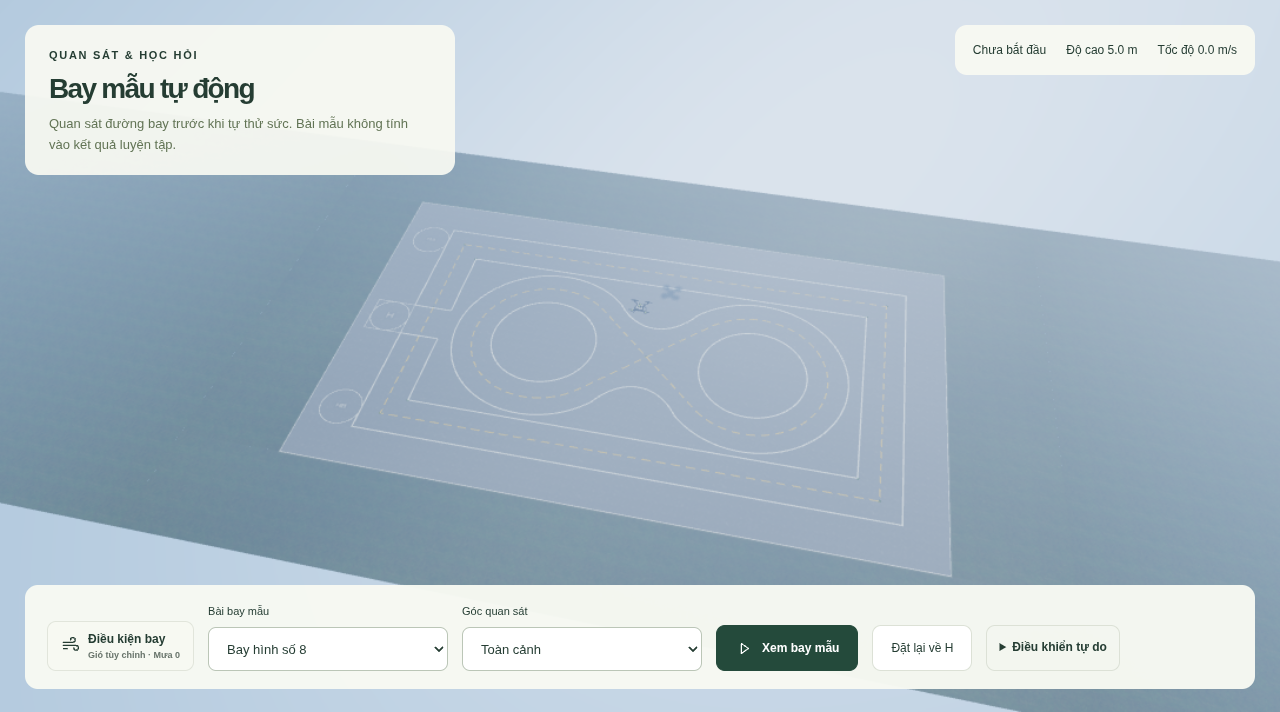 QUAN SÁT & HỌC HỎI
Bay mẫu tự động
Quan sát đường bay trước khi tự thử sức. Bài mẫu không tính
vào kết quả luyện tập.
Chưa bắt đầu Độ cao 5.0 m Tốc độ 0.0 m/s
Điều kiện bay
Gió tùy chỉnh · Mưa 0
Bài bay mẫu
Bay hình số 8
Góc quan sát
Toàn cảnh
Xem bay mẫu
Đặt lại về H
Điều khiển tự do